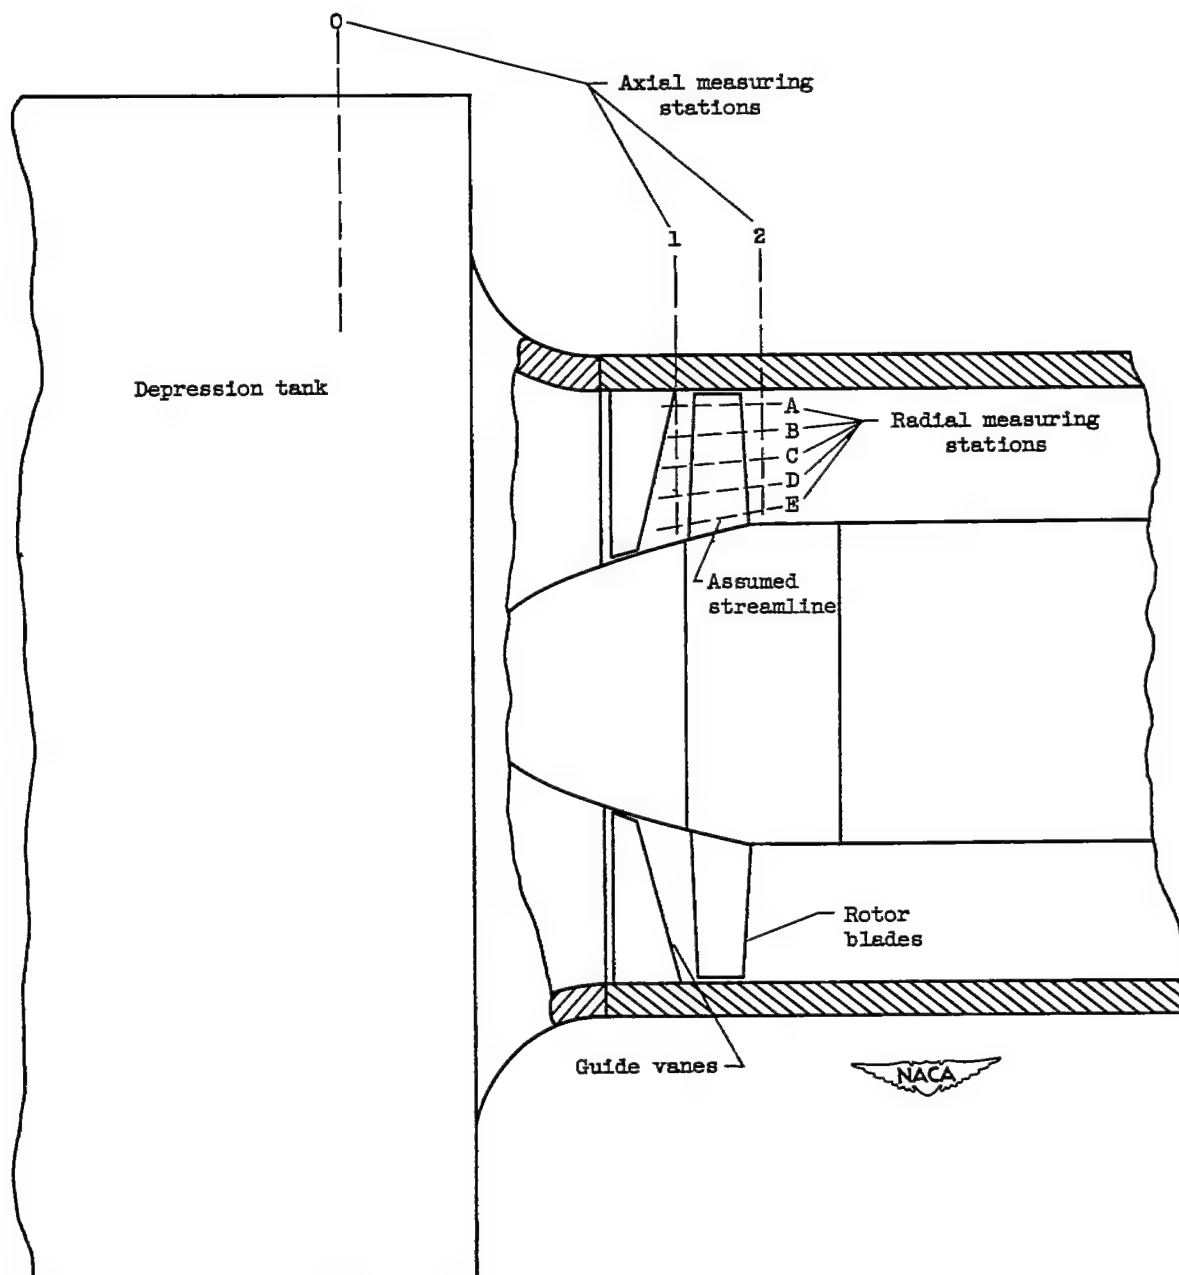 0
Axial measuring
stations
1
2
Depression tank
A
B
C
D
E
Radial measuring
stations
Assumed
streamline
Rotor
blades
Guide vanes
NACA